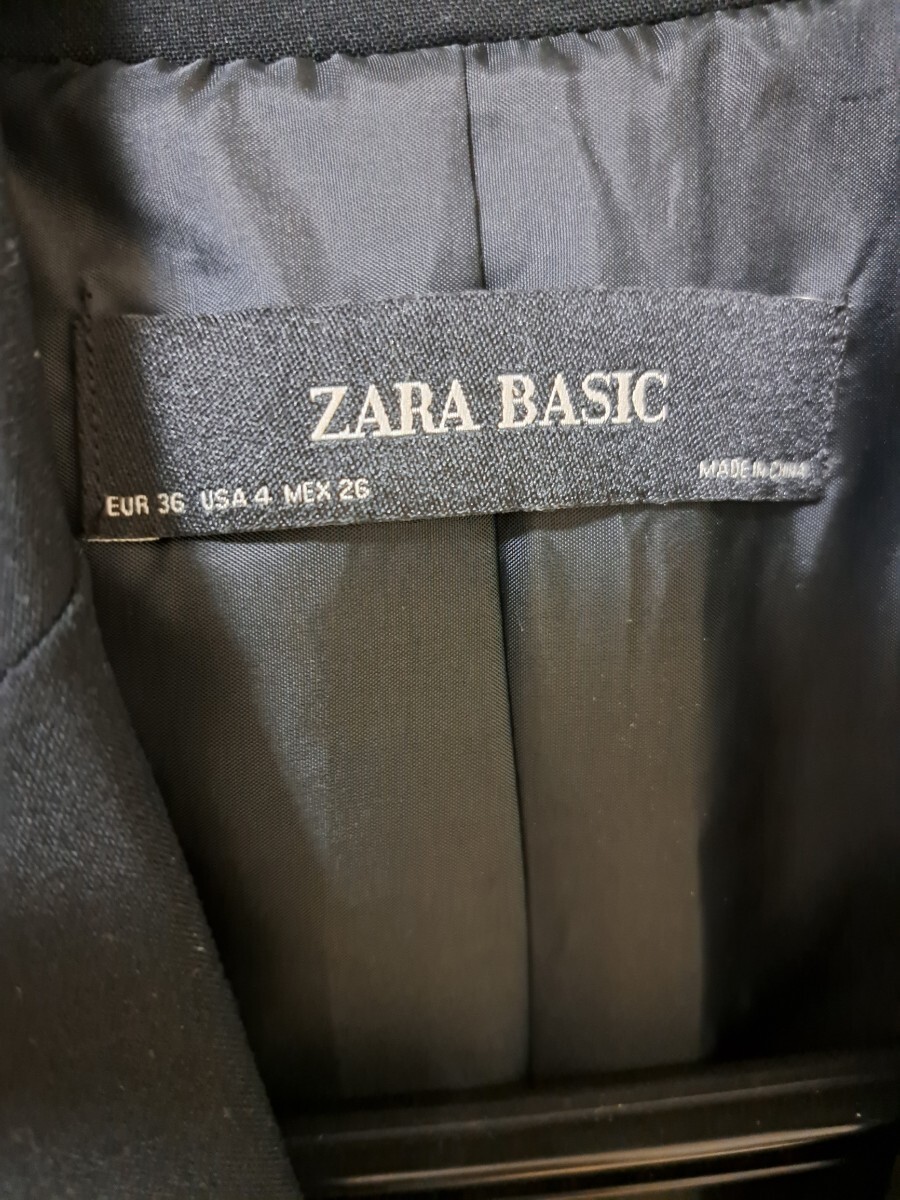 ZARA BASIC
MADE IN CHINA
EUR 36 USA 4 MEX 26